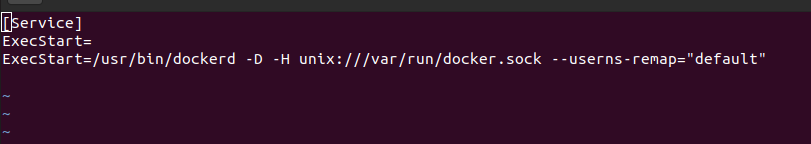 [Service]
ExecStart=
ExecStart=/usr/bin/dockerd -D -H unix:///var/run/docker.sock --userns-remap="default"
~
~
~